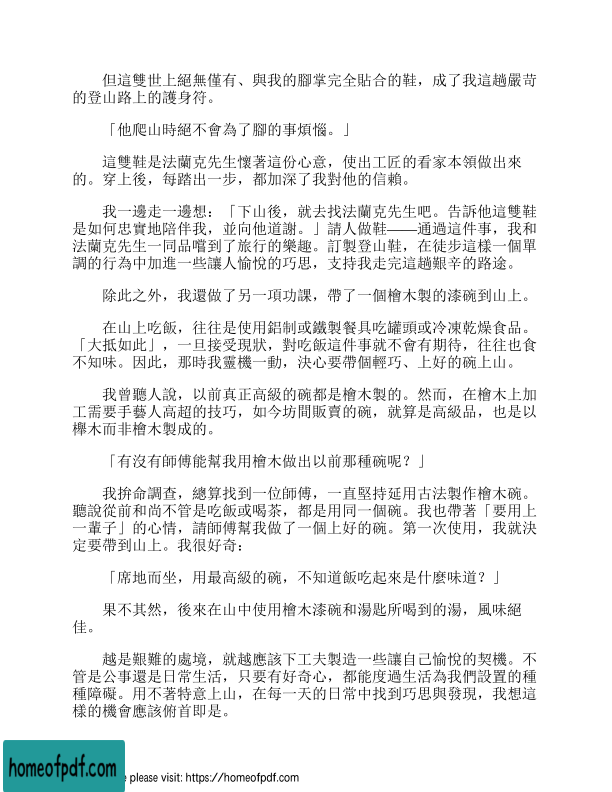 但這雙世上絕無僅有、與我的腳掌完全貼合的鞋，成了我這趟嚴苛
的登山路上的護身符。
「他爬山時絕不會為了腳的事煩惱。」
這雙鞋是法蘭克先生懷著這份心意，使出工匠的看家本領做出來
的。穿上後，每踏出一步，都加深了我對他的信賴。
我一邊走一邊想：「下山後，就去找法蘭克先生吧。告訴他這雙鞋
是如何忠實地陪伴我，並向他道謝。」請人做鞋——通過這件事，我和
法蘭克先生一同品嚐到了旅行的樂趣。訂製登山鞋，在徒步這樣一個單
調的行為中加進一些讓人愉悅的巧思，支持我走完這趟艱辛的路途。
除此之外，我還做了另一項功課，帶了一個檜木製的漆碗到山上。
在山上吃飯，往往是使用鋁制或鐵製餐具吃罐頭或冷凍乾燥食品。
「大抵如此」，一旦接受現狀，對吃飯這件事就不會有期待，往往也食
不知味。因此，那時我靈機一動，決心要帶個輕巧、上好的碗上山。
我曾聽人說，以前真正高級的碗都是檜木製的。然而，在檜木上加
工需要手藝人高超的技巧，如今坊間販賣的碗，就算是高級品，也是以
櫸木而非檜木製成的。
「有沒有師傅能幫我用檜木做出以前那種碗呢？」
我拚命調查，總算找到一位師傅，一直堅持延用古法製作檜木碗。
聽說從前和尚不管是吃飯或喝茶，都是用同一個碗。我也帶著「要用上
一輩子」的心情，請師傅幫我做了一個上好的碗。第一次使用，我就決
定要帶到山上。我很好奇：
「席地而坐，用最高級的碗，不知道飯吃起來是什麼味道？」
果不其然，後來在山中使用檜木漆碗和湯匙所喝到的湯，風味絕
佳。
越是艱難的處境，就越應該下工夫製造一些讓自己愉悅的契機。不
管是公事還是日常生活，只要有好奇心，都能度過生活為我們設置的種
種障礙。用不著特意上山，在每一天的日常中找到巧思與發現，我想這
樣的機會應該俯首即是。
homeofpdf.com
e please visit: https://homeofpdf.com